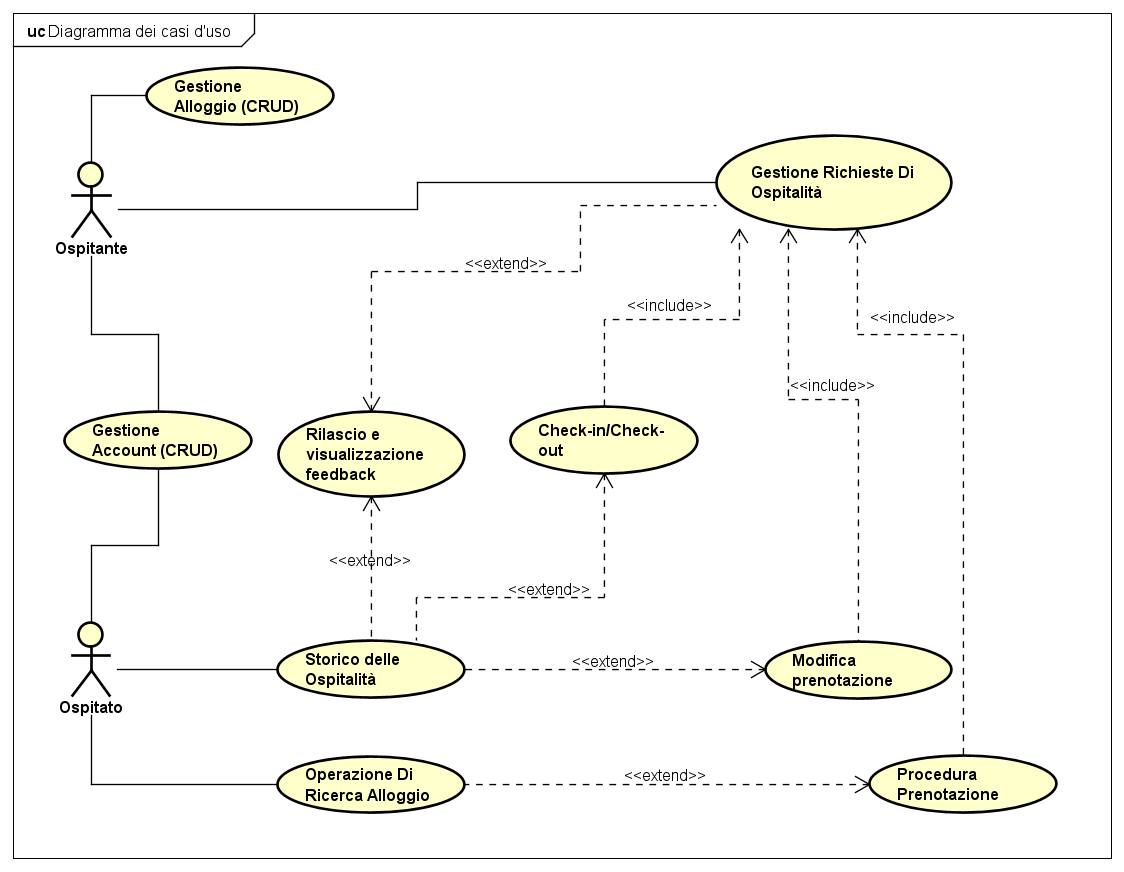 uc Diagramma dei casi d'uso
Gestione
Alloggio (CRUD)
Gestione Richieste Di
Ospitalità
Ospitante
<<extend>>
<<include>>
<<include>>
<<include>>
Gestione
Account (CRUD)
Rilascio e
visualizzazione
feedback
Check-in/Check-
out
<<extend>>
<<extend>>
Storico delle
Ospitalità
<<extend>>
Modifica
prenotazione
Ospitato
Operazione Di
Ricerca Alloggio
<<extend>>
Procedura
Prenotazione